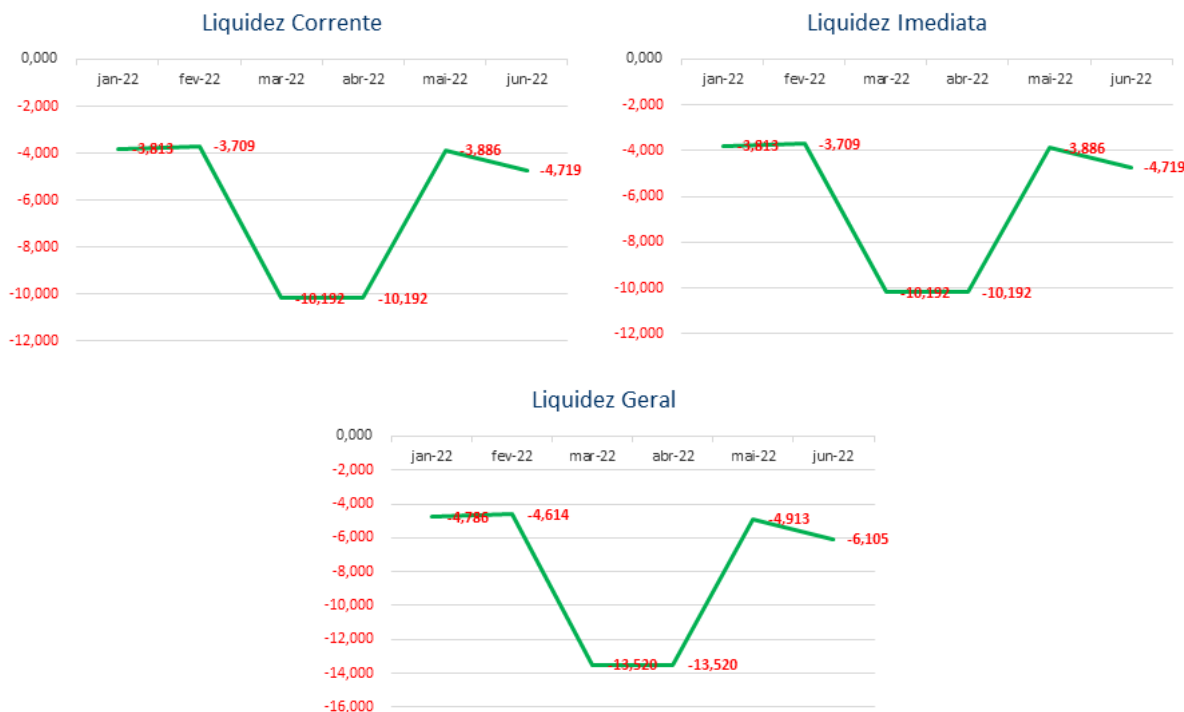 Liquidez Corrente
0,000
jan-22 fev-22 mar-22 abr-22 mai-22 jun-22
-2,000
-4,000
-6,000
-8,000
-10,000
-12,000
-3,813 -3,709 -10,192 -10,192 -3,886 -4,719
Liquidez Imediata
0,000
jan-22 fev-22 mar-22 abr-22 mai-22 jun-22
-2,000
-4,000
-6,000
-8,000
-10,000
-12,000
-3,813 -3,709 -10,192 -10,192 -3,886 -4,719
Liquidez Geral
0,000
jan-22 fev-22 mar-22 abr-22 mai-22 jun-22
-2,000
-4,000
-6,000
-8,000
-10,000
-12,000
-14,000
-16,000
-4,786 -4,614 -13,520 -13,520 -4,913 -6,105